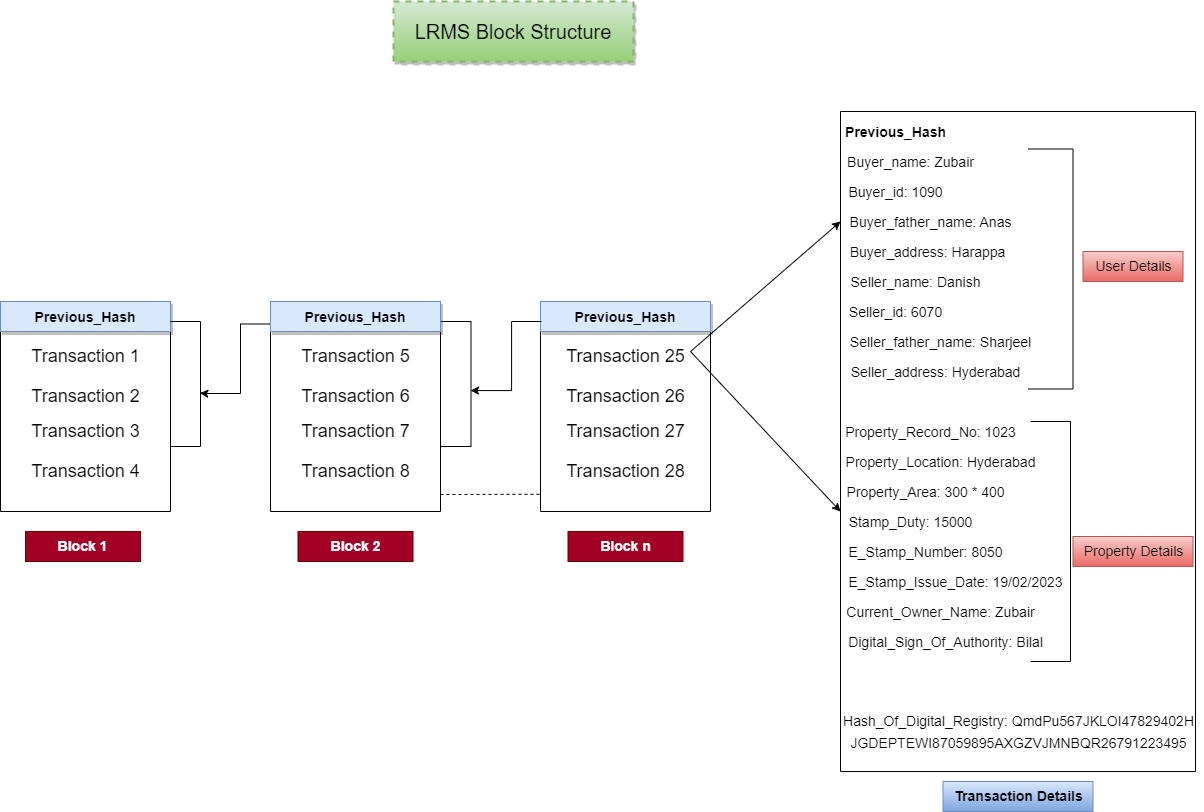 LRMS Block Structure
Previous_Hash
Transaction 1
Transaction 2
Transaction 3
Transaction 4
Block 1
Previous_Hash
Transaction 5
Transaction 6
Transaction 7
Transaction 8
Block 2
Previous_Hash
Transaction 25
Transaction 26
Transaction 27
Transaction 28
Block n
Previous_Hash
Buyer_name: Zubair
Buyer_id: 1090
Buyer_father_name: Anas
Buyer_address: Harappa
Seller_name: Danish
Seller_id: 6070
Seller_father_name: Sharjeel
Seller_address: Hyderabad
User Details
Property_Record_No: 1023
Property_Location: Hyderabad
Property_Area: 300 * 400
Stamp_Duty: 15000
E_Stamp_Number: 8050
E_Stamp_Issue_Date: 19/02/2023
Current_Owner_Name: Zubair
Digital_Sign_Of_Authority: Bilal
Property Details
Hash_Of_Digital_Registry: QmdPu567JKLOI47829402H
JGDEPTEWI87059895AXGZVJMNBQR26791223495
Transaction Details